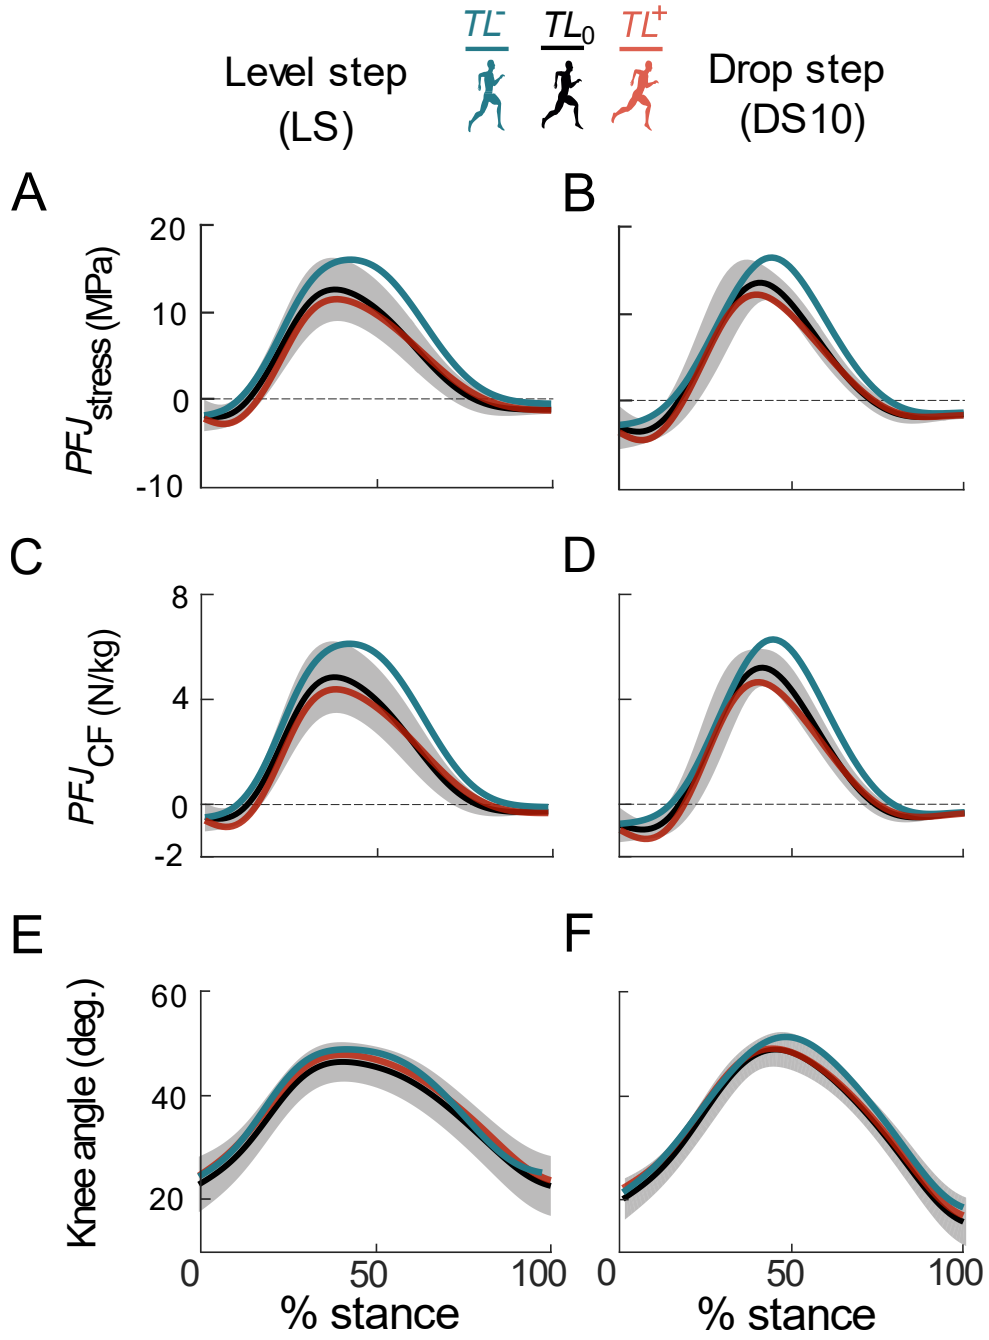 TL⁻ TL₀ TL⁺
Level step
(LS)
Drop step
(DS10)
A
B
PFJstress (MPa)
20
10
0
-10
C
D
PFJCF (N/kg)
8
4
0
-2
E
F
Knee angle (deg.)
60
40
20
0 50 100
0 50 100
% stance
% stance